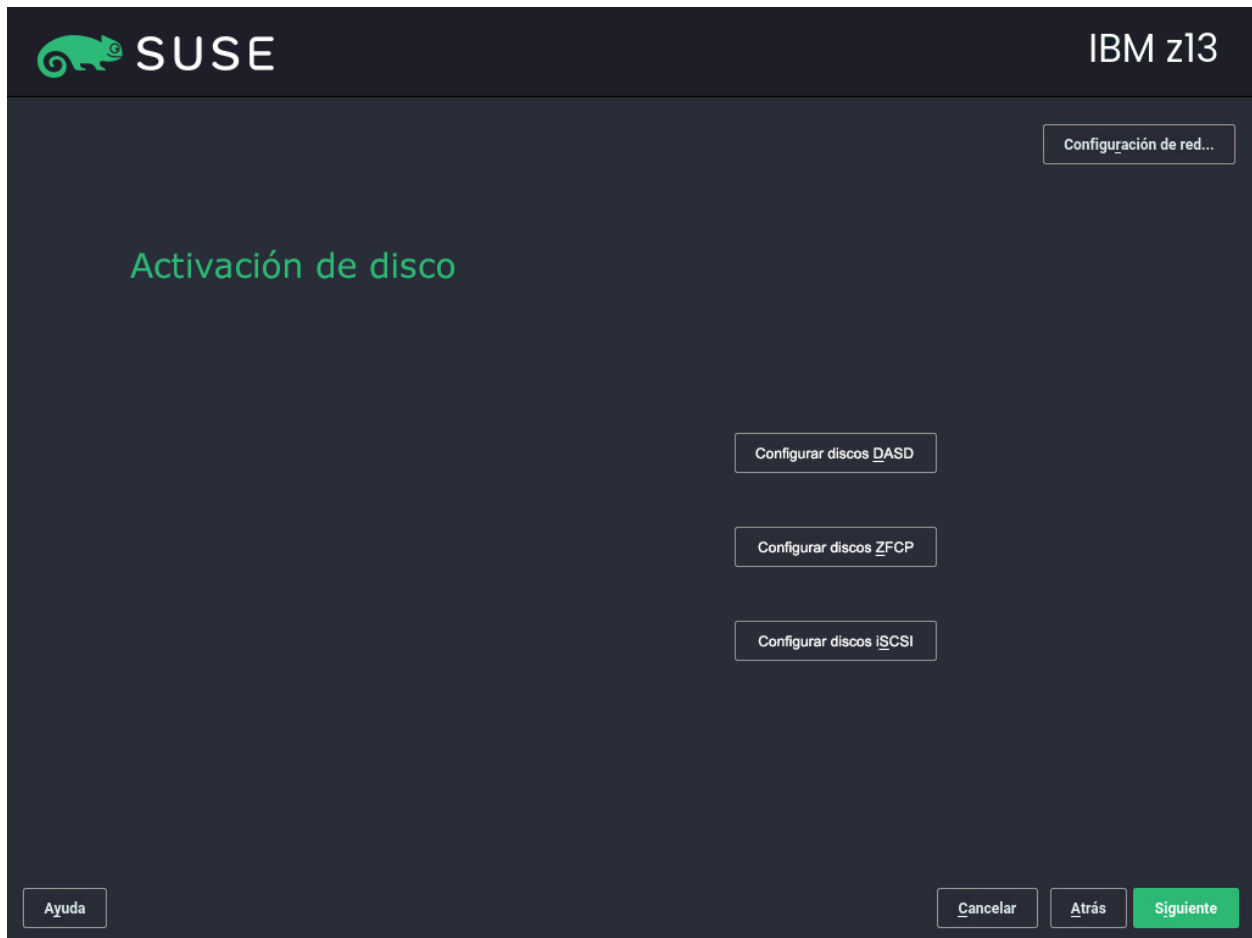 SUSE
IBM z13
Configuración de red...
Activación de disco
Configurar discos DASD
Configurar discos ZFCP
Configurar discos iSCSI
Ayuda
Cancelar
Atrás
Siguiente